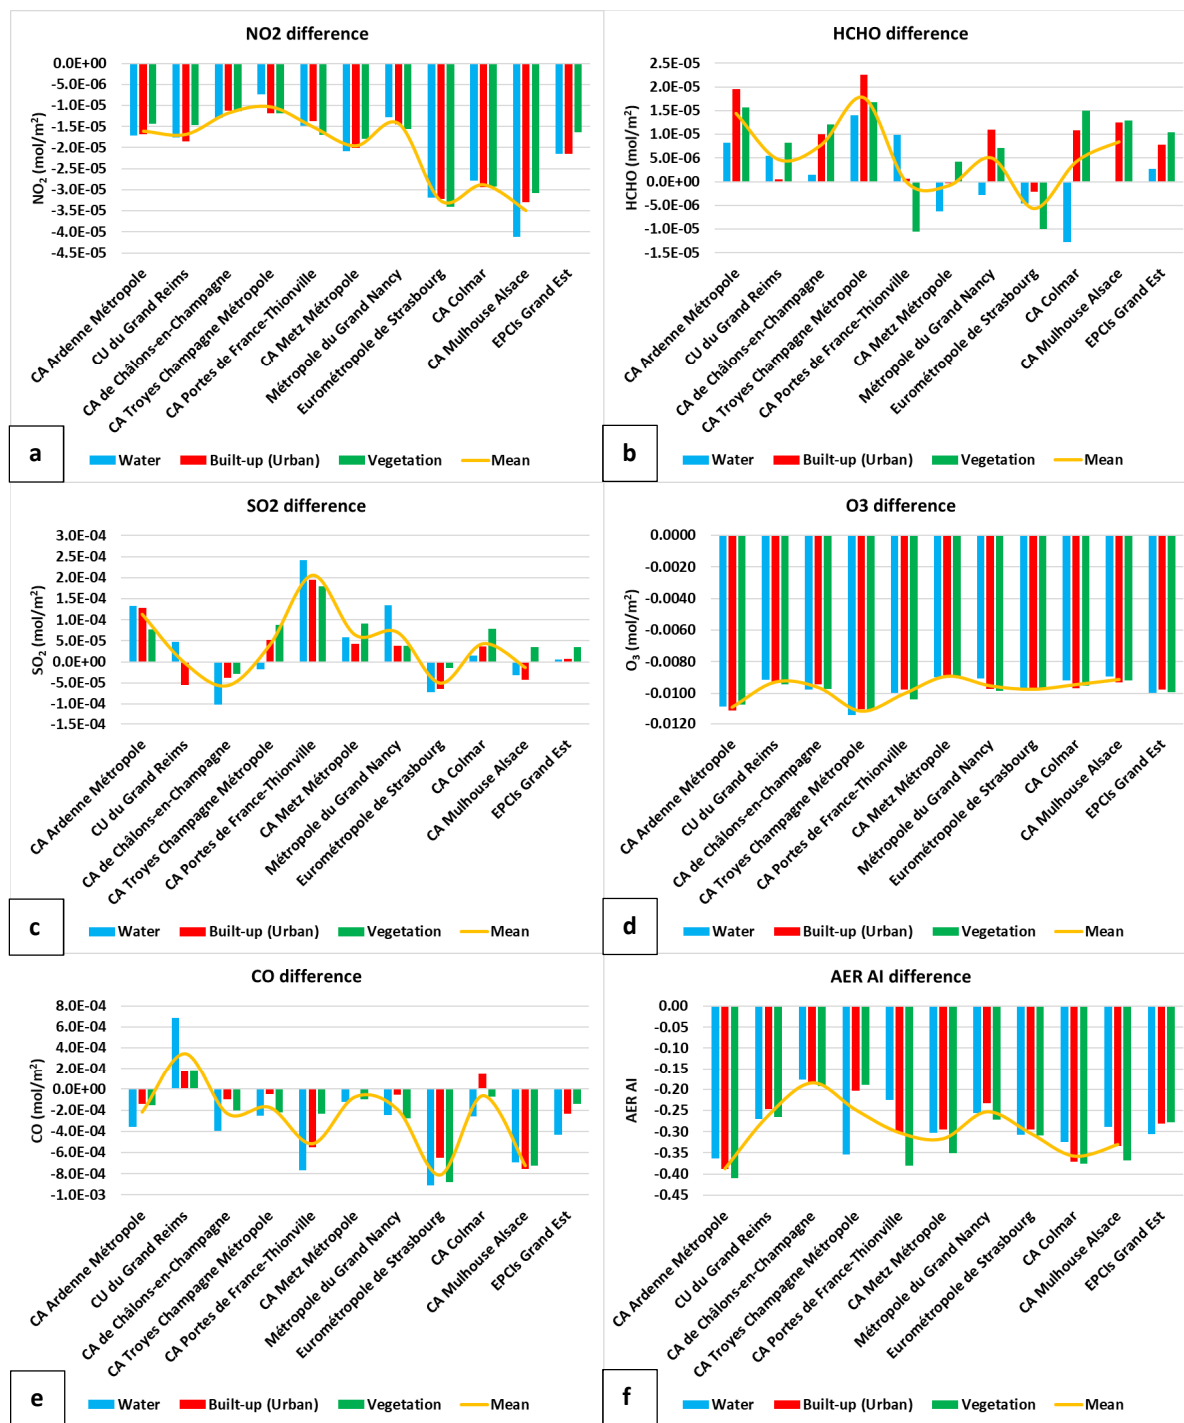 NO2 difference
NO2 (mol/m²)
0.0E+00
-5.0E-06
-1.0E-05
-1.5E-05
-2.0E-05
-2.5E-05
-3.0E-05
-3.5E-05
-4.0E-05
-4.5E-05
CA Ardenne Métropole
CU du Grand Reims
CA de Châlons-en-Champagne
CA Troyes Champagne Métropole
CA Portes de France-Thionville
CA Metz Métropole
Métropole du Grand Nancy
Eurométropole de Strasbourg
CA Colmar
CA Mulhouse Alsace
EPCIs Grand Est
a
Water Built-up (Urban) Vegetation Mean
HCHO difference
HCHO (mol/m²)
2.5E-05
2.0E-05
1.5E-05
1.0E-05
5.0E-06
0.0E+00
-5.0E-06
-1.0E-05
-1.5E-05
CA Ardenne Métropole
CU du Grand Reims
CA de Châlons-en-Champagne
CA Troyes Champagne Métropole
CA Portes de France-Thionville
CA Metz Métropole
Métropole du Grand Nancy
Eurométropole de Strasbourg
CA Colmar
CA Mulhouse Alsace
EPCIs Grand Est
b
Water Built-up (Urban) Vegetation Mean
SO2 difference
SO2 (mol/m²)
3.0E-04
2.5E-04
2.0E-04
1.5E-04
1.0E-04
5.0E-05
0.0E+00
-5.0E-05
-1.0E-04
-1.5E-04
CA Ardenne Métropole
CU du Grand Reims
CA de Châlons-en-Champagne
CA Troyes Champagne Métropole
CA Portes de France-Thionville
CA Metz Métropole
Métropole du Grand Nancy
Eurométropole de Strasbourg
CA Colmar
CA Mulhouse Alsace
EPCIs Grand Est
c
Water Built-up (Urban) Vegetation Mean
O3 difference
O3 (mol/m²)
0.0000
-0.0020
-0.0040
-0.0060
-0.0080
-0.0100
-0.0120
CA Ardenne Métropole
CU du Grand Reims
CA de Châlons-en-Champagne
CA Troyes Champagne Métropole
CA Portes de France-Thionville
CA Metz Métropole
Métropole du Grand Nancy
Eurométropole de Strasbourg
CA Colmar
CA Mulhouse Alsace
EPCIs Grand Est
d
Water Built-up (Urban) Vegetation Mean
CO difference
CO (mol/m²)
8.0E-04
6.0E-04
4.0E-04
2.0E-04
0.0E+00
-2.0E-04
-4.0E-04
-6.0E-04
-8.0E-04
-1.0E-03
CA Ardenne Métropole
CU du Grand Reims
CA de Châlons-en-Champagne
CA Troyes Champagne Métropole
CA Portes de France-Thionville
CA Metz Métropole
Métropole du Grand Nancy
Eurométropole de Strasbourg
CA Colmar
CA Mulhouse Alsace
EPCIs Grand Est
e
Water Built-up (Urban) Vegetation Mean
AER AI difference
AER AI
0.00
-0.05
-0.10
-0.15
-0.20
-0.25
-0.30
-0.35
-0.40
-0.45
CA Ardenne Métropole
CU du Grand Reims
CA de Châlons-en-Champagne
CA Troyes Champagne Métropole
CA Portes de France-Thionville
CA Metz Métropole
Métropole du Grand Nancy
Eurométropole de Strasbourg
CA Colmar
CA Mulhouse Alsace
EPCIs Grand Est
f
Water Built-up (Urban) Vegetation Mean